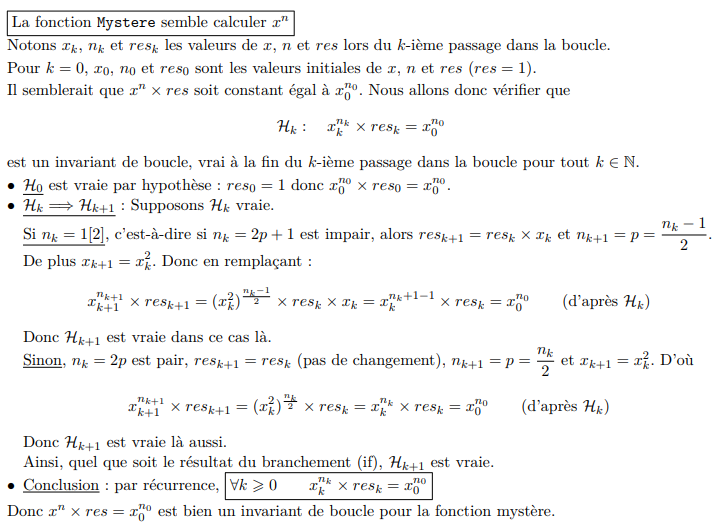 La fonction Mystere semble calculer $x^n$
Notons $x_k$, $n_k$ et $res_k$ les valeurs de $x$, $n$ et $res$ lors du $k$-ième passage dans la boucle.
Pour $k = 0$, $x_0$, $n_0$ et $res_0$ sont les valeurs initiales de $x$, $n$ et $res$ ($res = 1$).
Il semblerait que $x^n \times res$ soit constant égal à $x_0^{n_0}$. Nous allons donc vérifier que
$\mathcal{H}_k : \quad x_k^{n_k} \times res_k = x_0^{n_0}$
est un invariant de boucle, vrai à la fin du $k$-ième passage dans la boucle pour tout $k \in \mathbb{N}$.
• $\mathcal{H}_0$ est vraie par hypothèse : $res_0 = 1$ donc $x_0^{n_0} \times res_0 = x_0^{n_0}$.
• $\mathcal{H}_k \Longrightarrow \mathcal{H}_{k+1}$ : Supposons $\mathcal{H}_k$ vraie.
Si $n_k = 1[2]$, c'est-à-dire si $n_k = 2p + 1$ est impair, alors $res_{k+1} = res_k \times x_k$ et $n_{k+1} = p = \dfrac{n_k - 1}{2}$.
De plus $x_{k+1} = x_k^2$. Donc en remplaçant :
$x_{k+1}^{n_{k+1}} \times res_{k+1} = (x_k^2)^{\frac{n_k-1}{2}} \times res_k \times x_k = x_k^{n_k+1-1} \times res_k = x_0^{n_0}$ (d'après $\mathcal{H}_k$)
Donc $\mathcal{H}_{k+1}$ est vraie dans ce cas là.
Sinon, $n_k = 2p$ est pair, $res_{k+1} = res_k$ (pas de changement), $n_{k+1} = p = \dfrac{n_k}{2}$ et $x_{k+1} = x_k^2$. D'où
$x_{k+1}^{n_{k+1}} \times res_{k+1} = (x_k^2)^{\frac{n_k}{2}} \times res_k = x_k^{n_k} \times res_k = x_0^{n_0}$ (d'après $\mathcal{H}_k$)
Donc $\mathcal{H}_{k+1}$ est vraie là aussi.
Ainsi, quel que soit le résultat du branchement (if), $\mathcal{H}_{k+1}$ est vraie.
• Conclusion : par récurrence, $\forall k \geqslant 0 \quad x_k^{n_k} \times res_k = x_0^{n_0}$
Donc $x^n \times res = x_0^{n_0}$ est bien un invariant de boucle pour la fonction mystère.